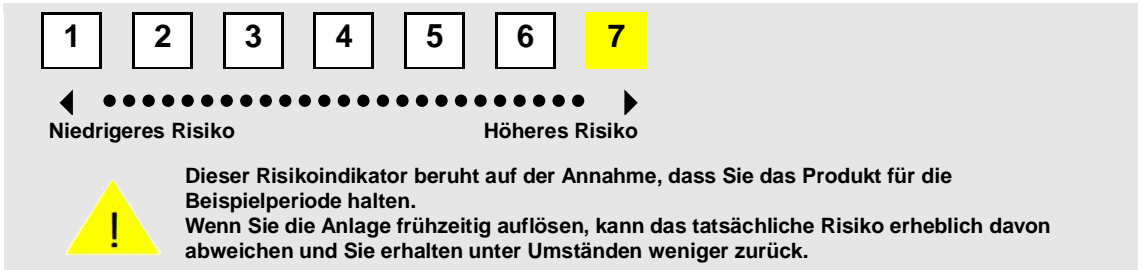 1 2 3 4 5 6 7
Niedrigeres Risiko Höheres Risiko
Dieser Risikoindikator beruht auf der Annahme, dass Sie das Produkt für die
Beispielperiode halten.
Wenn Sie die Anlage frühzeitig auflösen, kann das tatsächliche Risiko erheblich davon
abweichen und Sie erhalten unter Umständen weniger zurück.
!